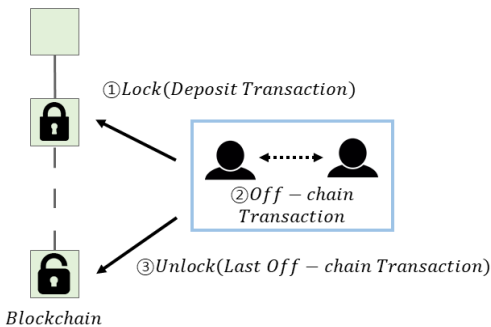 ①Lock(Deposit Transaction)
②Off − chain
Transaction
③Unlock(Last Off − chain Transaction)
Blockchain